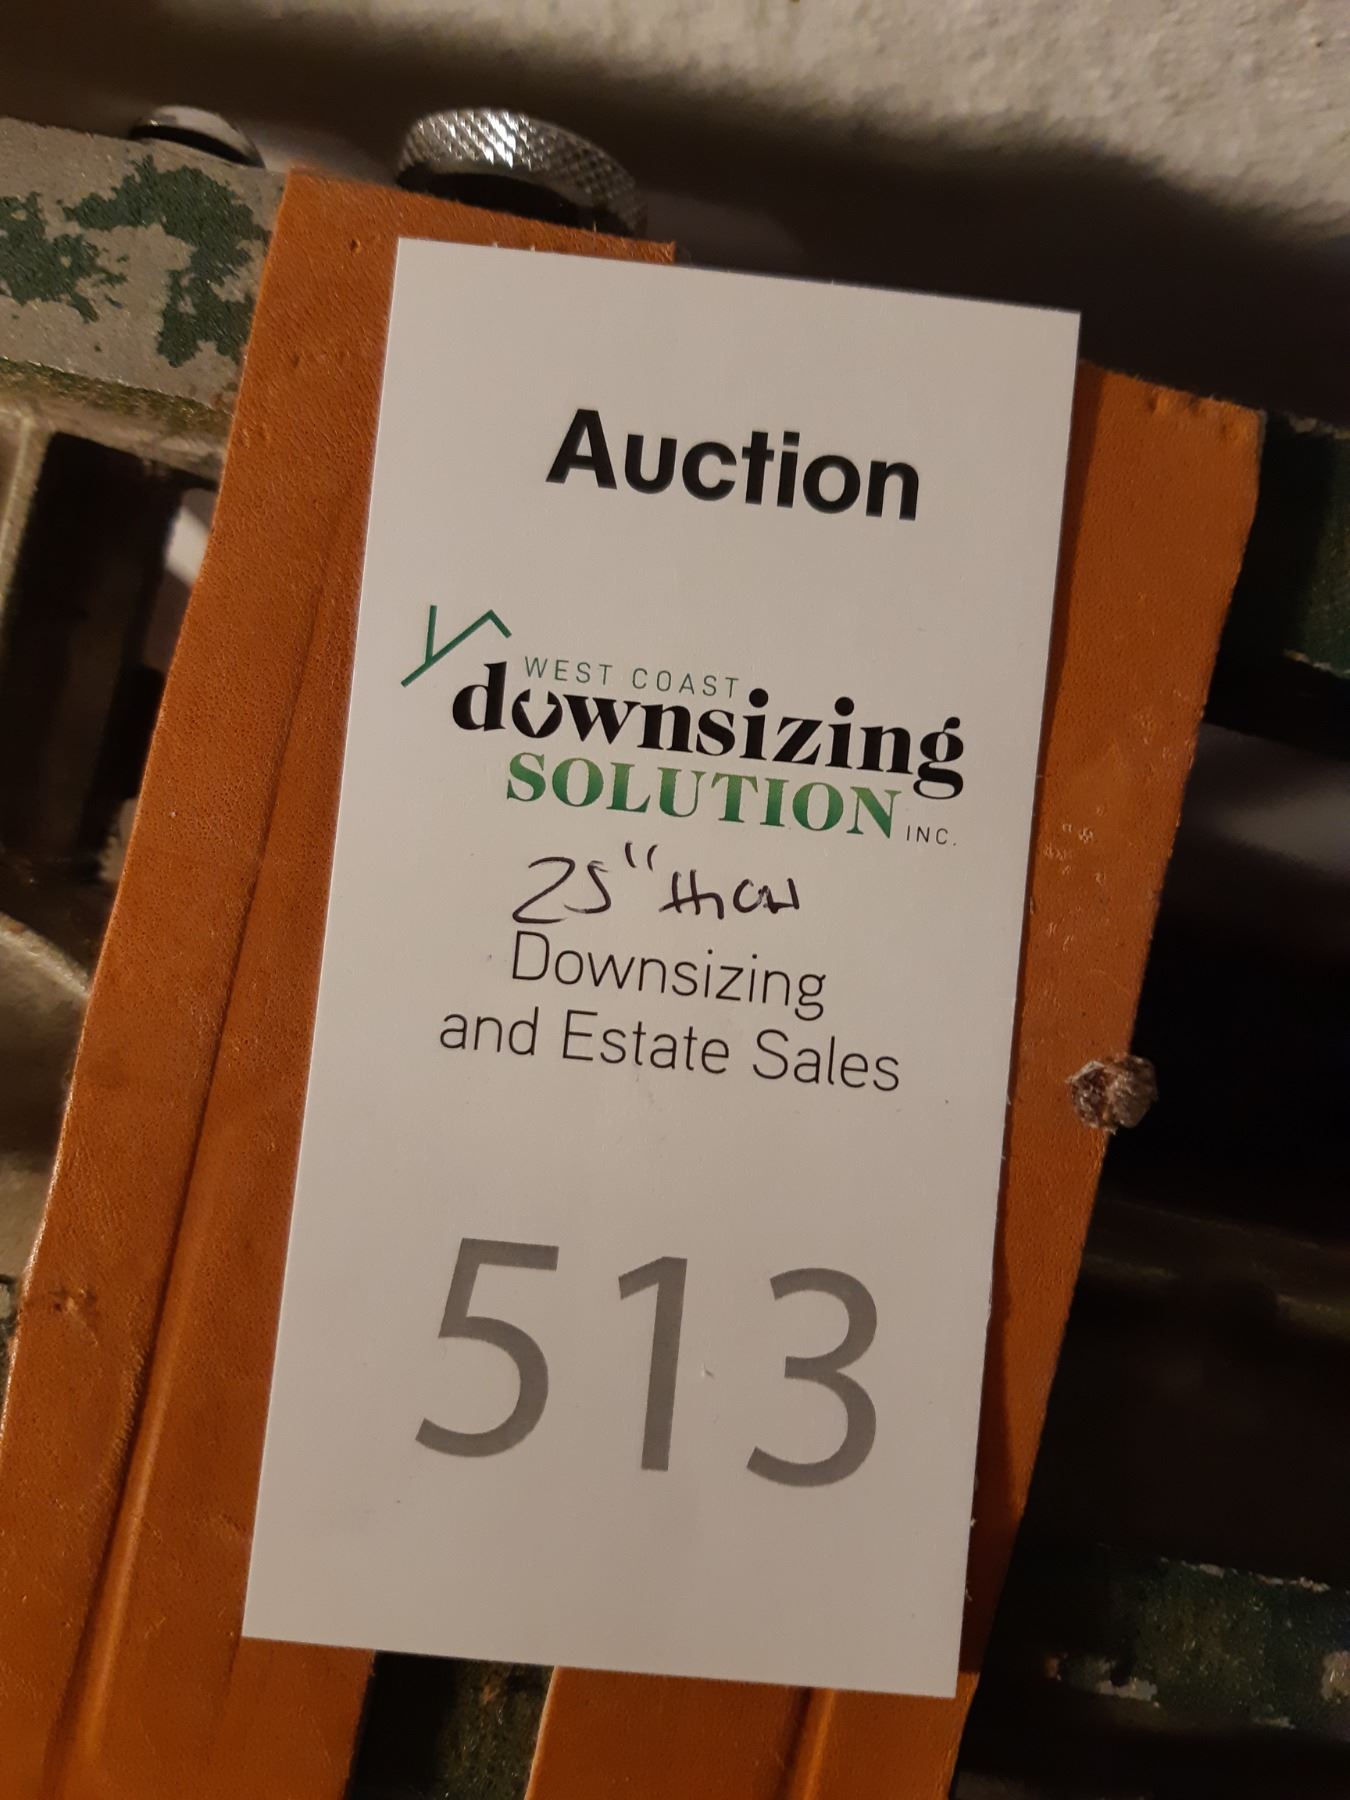 Auction
WEST COAST
downsizing
SOLUTION INC.
25"
Downsizing
and Estate Sales
513